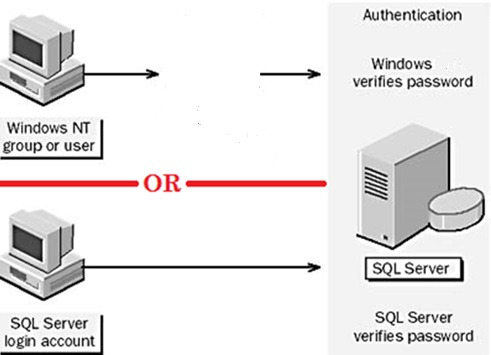 Authentication
Windows
verifies password
Windows NT
group or user
OR
SQL Server
SQL Server
login account
SQL Server
verifies password